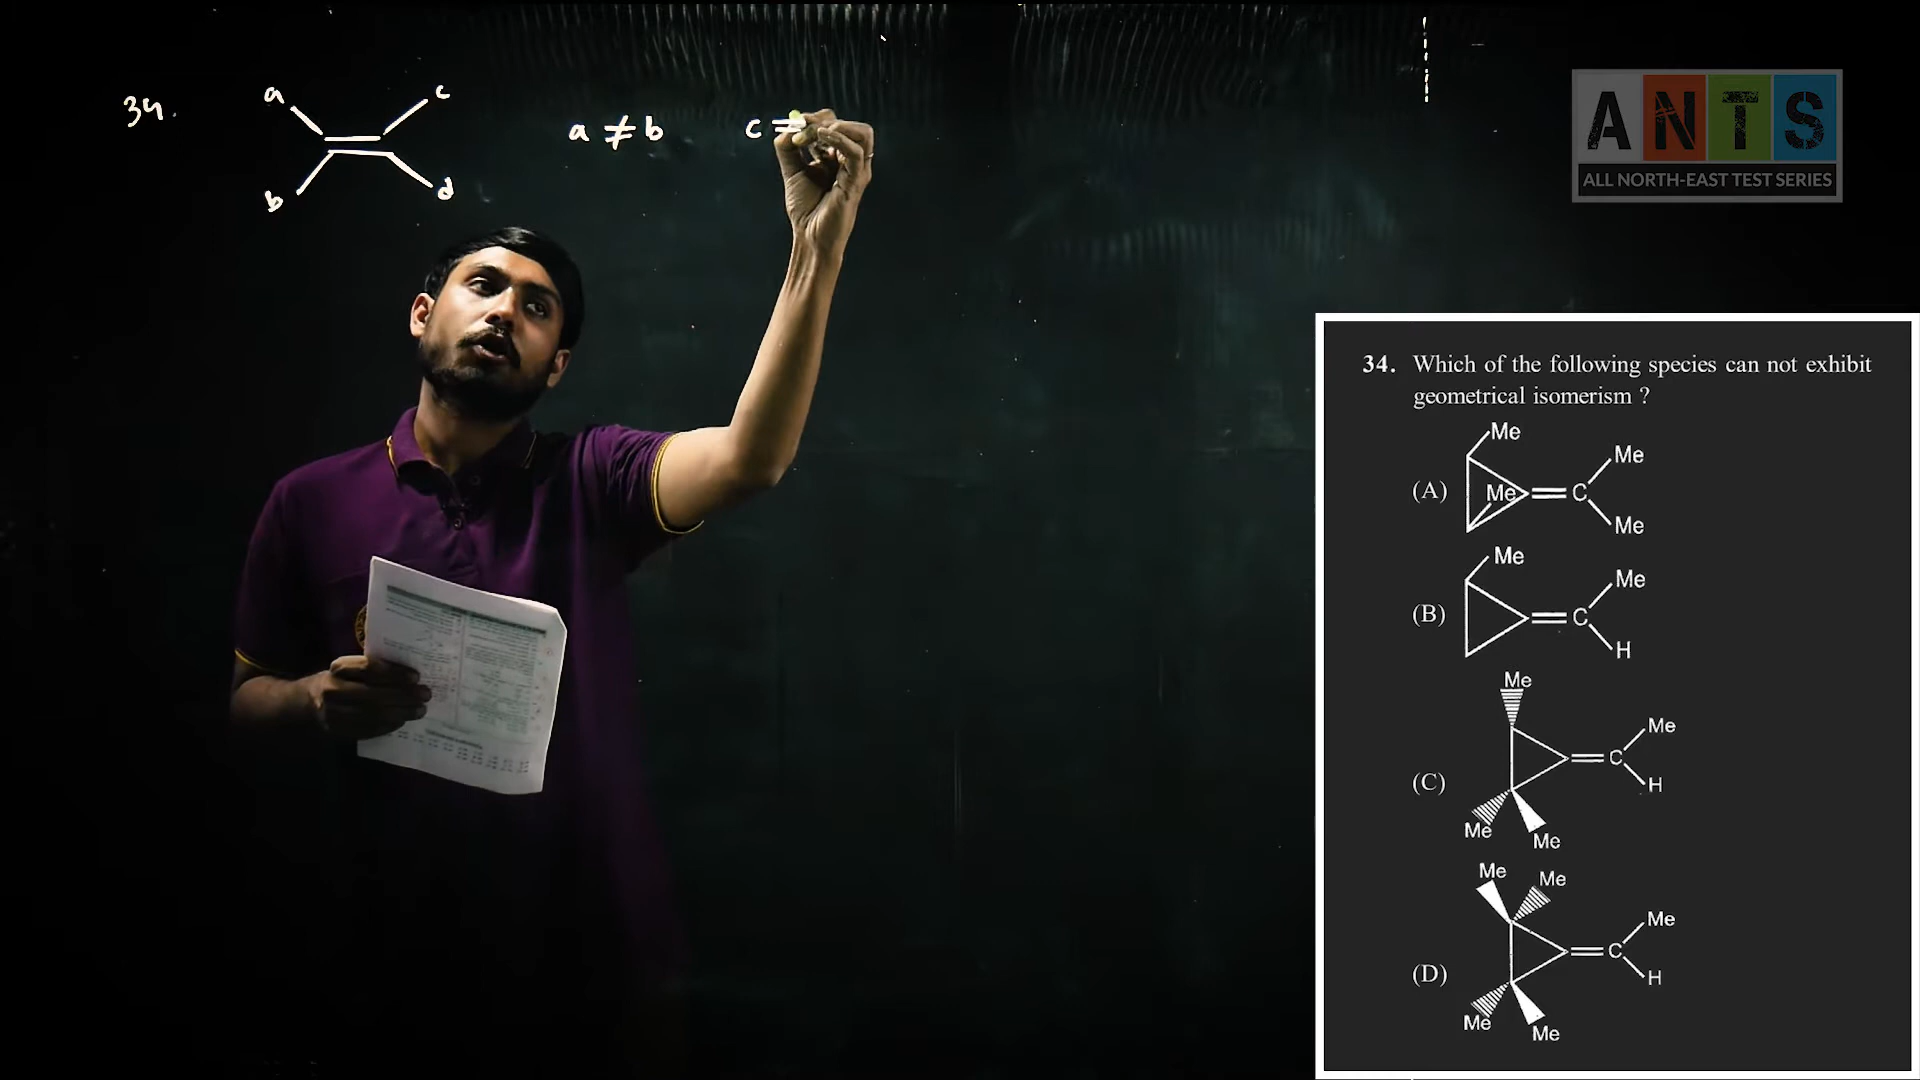 34.
a
c
b
d
a ≠ b
c =
ANTS
ALL NORTH-EAST TEST SERIES
34. Which of the following species can not exhibit
geometrical isomerism ?
Me
(A) Me C
Me
Me
Me
(B) C
Me
H
Me
(C) C
Me
H
Me
Me
Me
Me
(D) C
Me
H
Me
Me